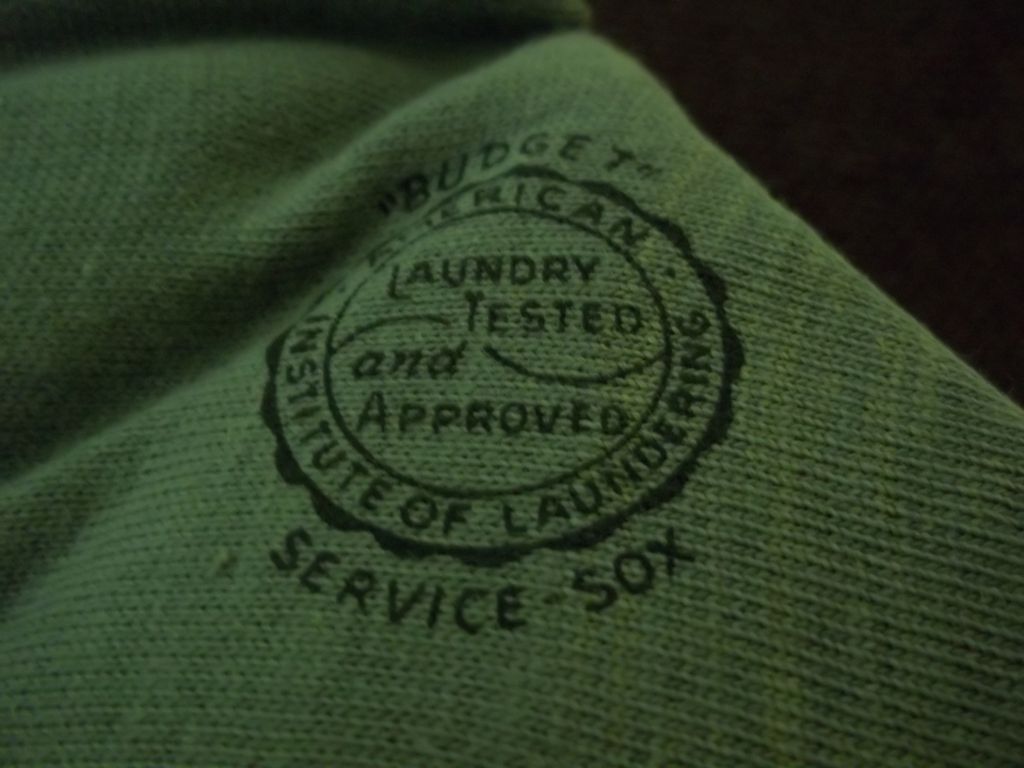 "BUDGET"
AMERICAN
INSTITUTE OF LAUNDERING
LAUNDRY
TESTED
and
APPROVED
SERVICE-SOX